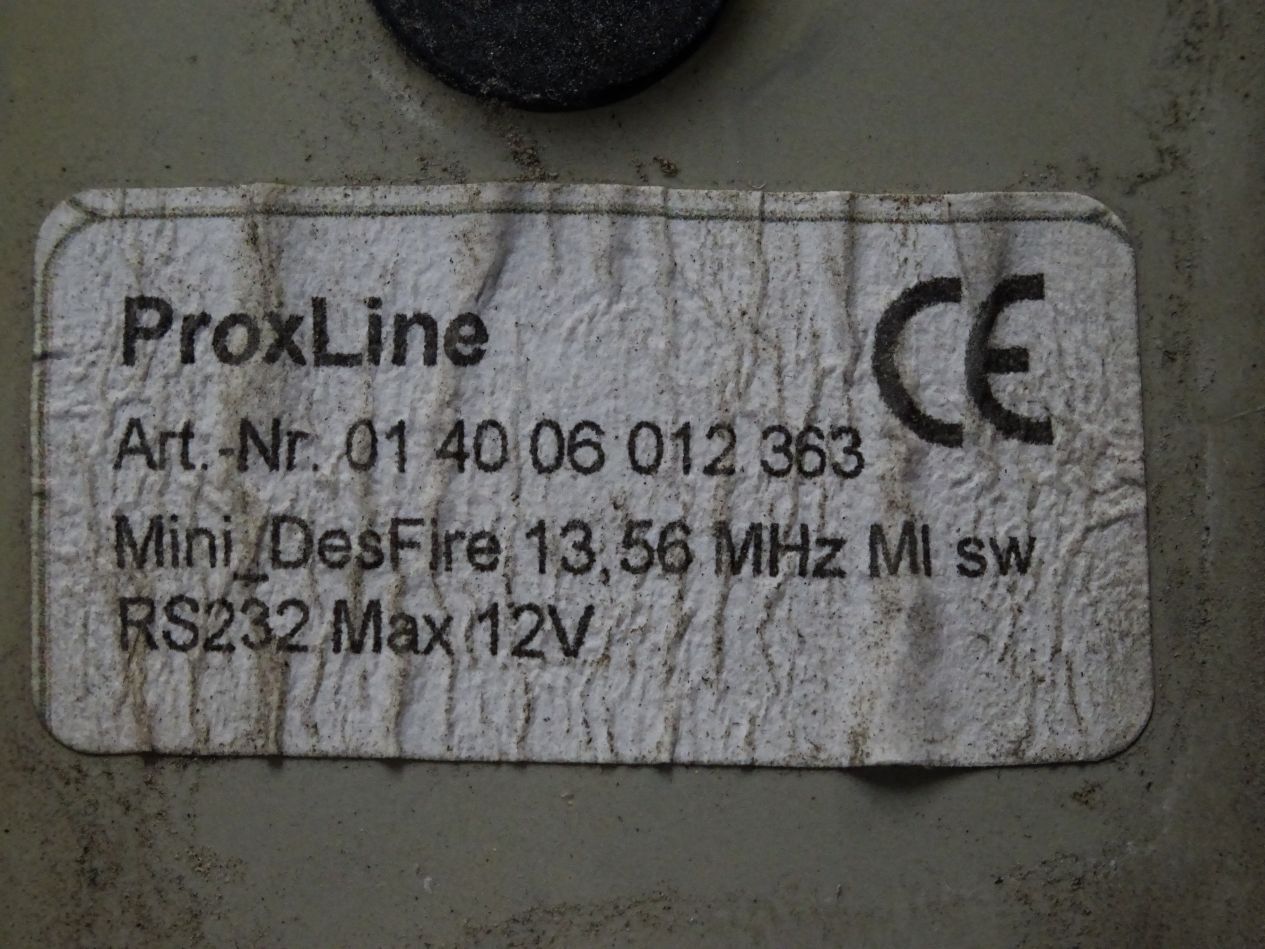 ProxLine
CE
Art.-Nr. 01 40 06 012 363
Mini_DesFire 13,56 MHz MI sw
RS232 Max 12V